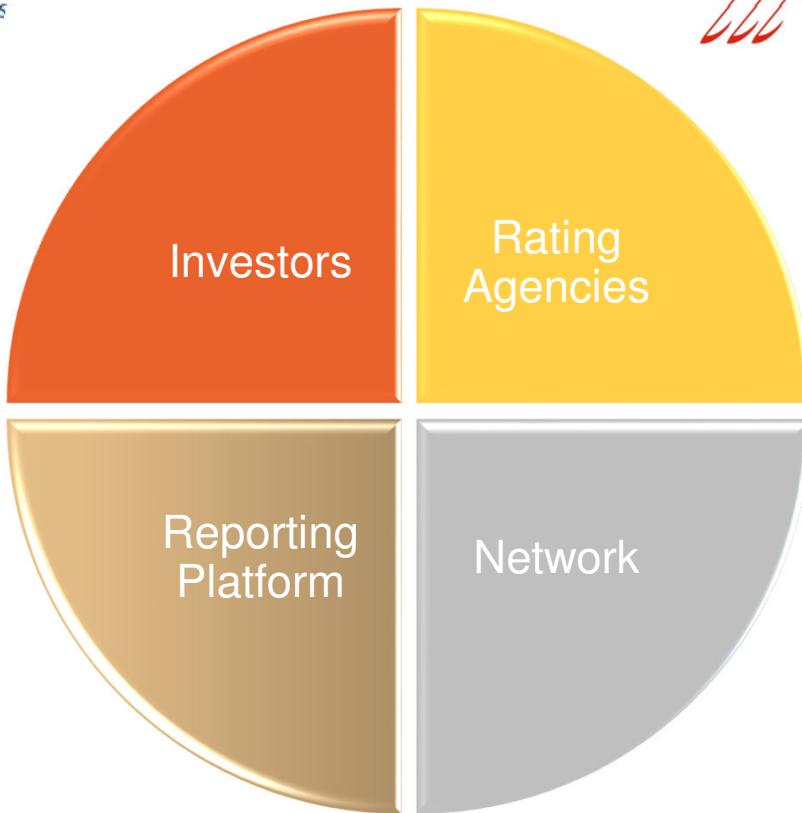 Investors
Rating
Agencies
Reporting
Platform
Network